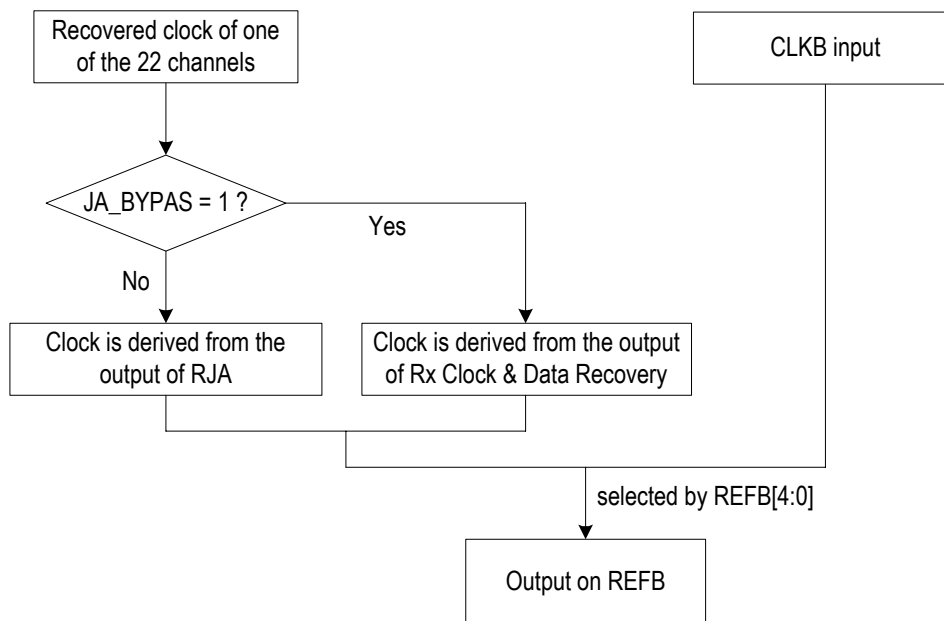 Recovered clock of one
of the 22 channels
CLKB input
JA_BYPAS = 1 ?
Yes
No
Clock is derived from the
output of RJA
Clock is derived from the output
of Rx Clock & Data Recovery
selected by REFB[4:0]
Output on REFB